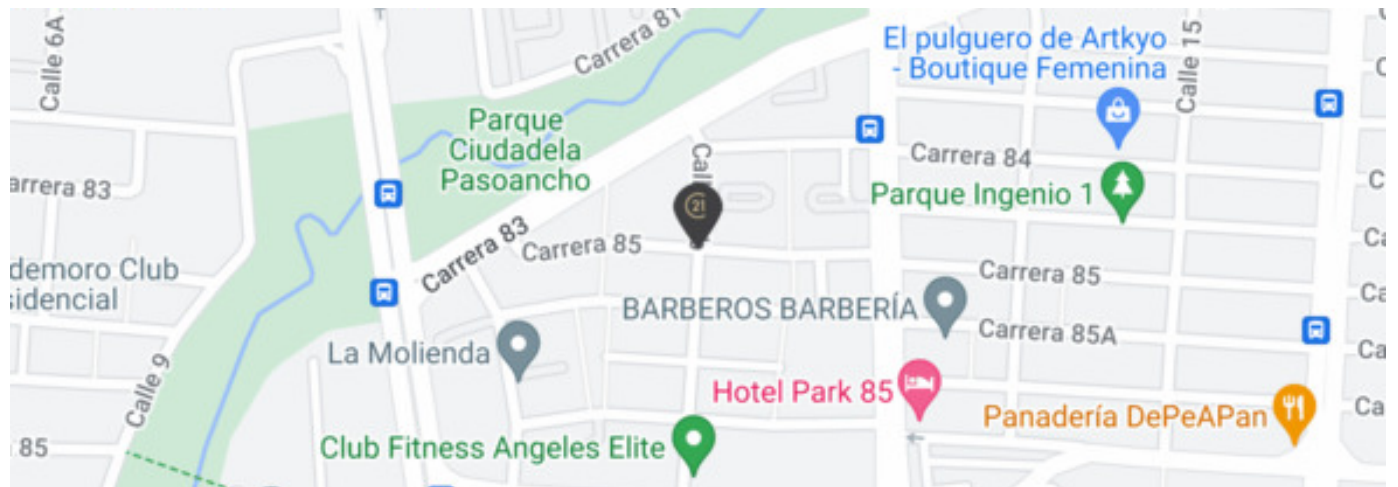 Calle 6A
Carrera 81
El pulguero de Artkyo
- Boutique Femenina
Calle 15
Parque
Ciudadela
Pasoancho
Carrera 84
arrera 83
Parque Ingenio 1
21
Carrera 83
Carrera 85
demoro Club
sidencial
Carrera 85
BARBEROS BARBERÍA
Carrera 85A
La Molienda
Calle 9
Hotel Park 85
Panadería DePeAPan
Club Fitness Angeles Elite
85